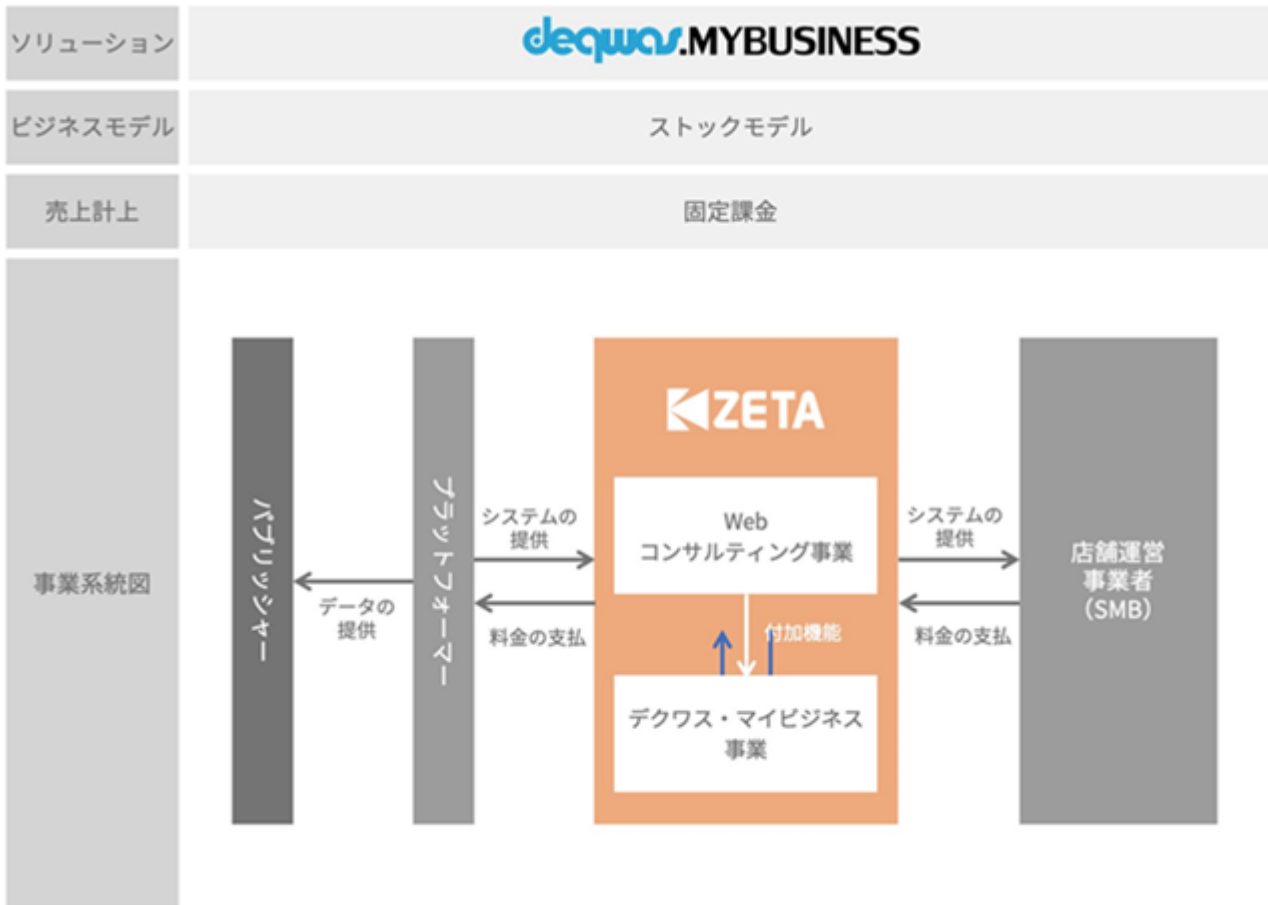 ソリューション
deqwas.MYBUSINESS
ビジネスモデル
ストックモデル
売上計上
固定課金
事業系統図
パブリッシャー
データの
提供
プラットフォーマー
システムの
提供
料金の支払
ZETA
Web
コンサルティング事業
付加機能
デクワス・マイビジネス
事業
システムの
提供
料金の支払
店舗運営
事業者
（SMB）